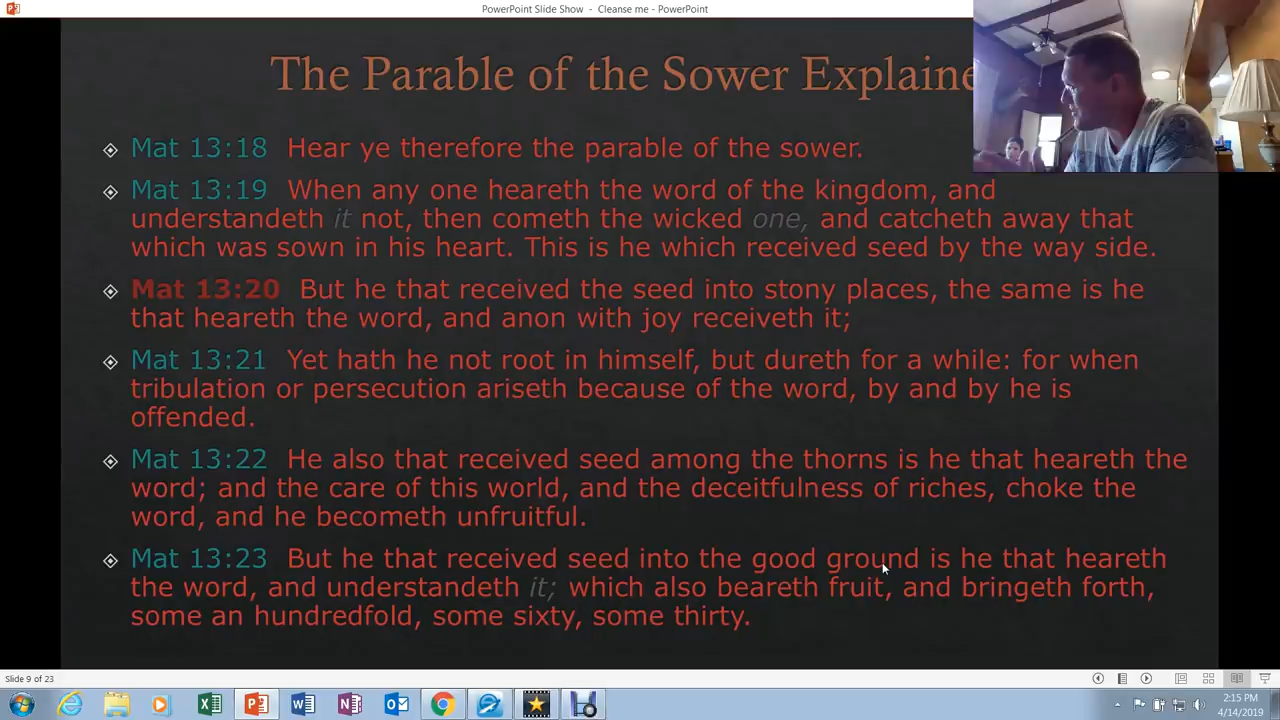 PowerPoint Slide Show - Cleanse me - PowerPoint
The Parable of the Sower Explaine
Mat 13:18 Hear ye therefore the parable of the sower.
Mat 13:19 When any one heareth the word of the kingdom, and
understandeth it not, then cometh the wicked one, and catcheth away that
which was sown in his heart. This is he which received seed by the way side.
Mat 13:20 But he that received the seed into stony places, the same is he
that heareth the word, and anon with joy receiveth it;
Mat 13:21 Yet hath he not root in himself, but dureth for a while: for when
tribulation or persecution ariseth because of the word, by and by he is
offended.
Mat 13:22 He also that received seed among the thorns is he that heareth the
word; and the care of this world, and the deceitfulness of riches, choke the
word, and he becometh unfruitful.
Mat 13:23 But he that received seed into the good ground is he that heareth
the word, and understandeth it; which also beareth fruit, and bringeth forth,
some an hundredfold, some sixty, some thirty.
Slide 9 of 23
2:15 PM
4/14/2019